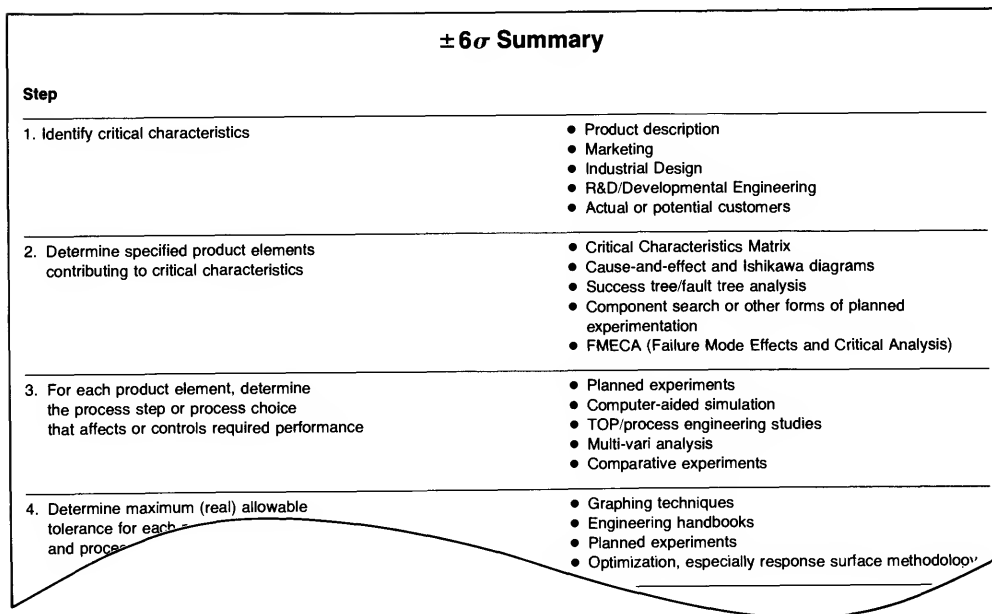 ±6σ Summary
Step
1. Identify critical characteristics
● Product description
● Marketing
● Industrial Design
● R&D/Developmental Engineering
● Actual or potential customers
2. Determine specified product elements
contributing to critical characteristics
● Critical Characteristics Matrix
● Cause-and-effect and Ishikawa diagrams
● Success tree/fault tree analysis
● Component search or other forms of planned
experimentation
● FMECA (Failure Mode Effects and Critical Analysis)
3. For each product element, determine
the process step or process choice
that affects or controls required performance
● Planned experiments
● Computer-aided simulation
● TOP/process engineering studies
● Multi-vari analysis
● Comparative experiments
4. Determine maximum (real) allowable
tolerance for each
and
● Graphing techniques
● Engineering handbooks
● Planned experiments
● Optimization, especially response surface methodology